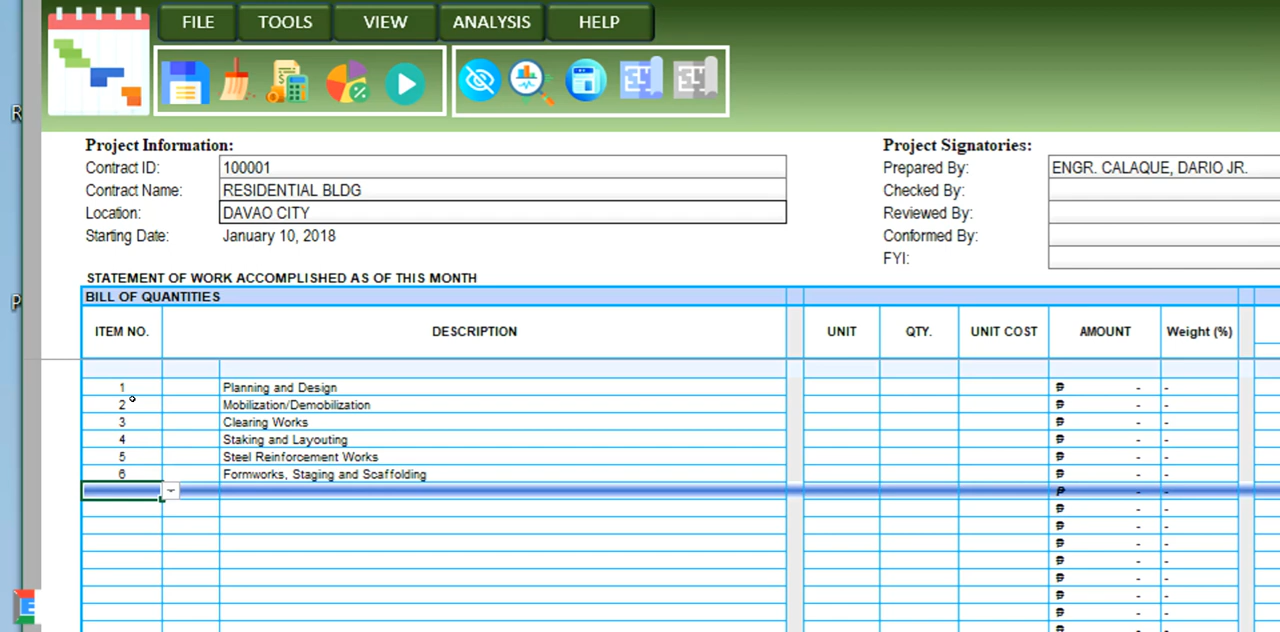 FILE TOOLS VIEW ANALYSIS HELP
Project Information:
Contract ID: 100001
Contract Name: RESIDENTIAL BLDG
Location: DAVAO CITY
Starting Date: January 10, 2018
Project Signatories:
Prepared By: ENGR. CALAQUE, DARIO JR.
Checked By:
Reviewed By:
Conformed By:
FYI:
STATEMENT OF WORK ACCOMPLISHED AS OF THIS MONTH
BILL OF QUANTITIES
ITEM NO. DESCRIPTION UNIT QTY. UNIT COST AMOUNT Weight (%)
1 Planning and Design ₱ - -
2 Mobilization/Demobilization ₱ - -
3 Clearing Works ₱ - -
4 Staking and Layouting ₱ - -
5 Steel Reinforcement Works ₱ - -
6 Formworks, Staging and Scaffolding ₱ - -
₱ - -
₱ - -
₱ - -
₱ - -
₱ - -
₱ - -
₱ - -
₱ - -
₱ - -